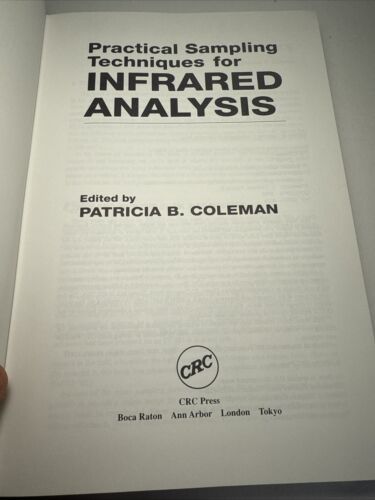 Practical Sampling
Techniques for
INFRARED
ANALYSIS
Edited by
PATRICIA B. COLEMAN
CRC
CRC Press
Boca Raton Ann Arbor London Tokyo